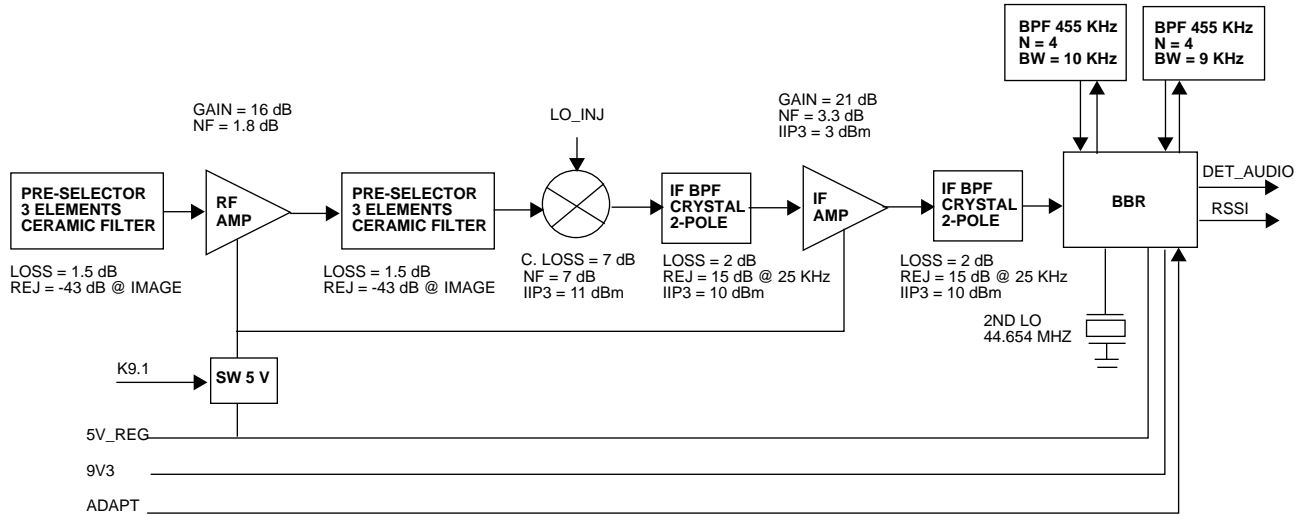 BPF 455 KHz
N = 4
BW = 10 KHz
BPF 455 KHz
N = 4
BW = 9 KHz
GAIN = 16 dB
NF = 1.8 dB
LO_INJ
GAIN = 21 dB
NF = 3.3 dB
IIP3 = 3 dBm
PRE-SELECTOR
3 ELEMENTS
CERAMIC FILTER
RF
AMP
PRE-SELECTOR
3 ELEMENTS
CERAMIC FILTER
IF BPF
CRYSTAL
2-POLE
IF
AMP
IF BPF
CRYSTAL
2-POLE
BBR
DET_AUDIO
RSSI
LOSS = 1.5 dB
REJ = -43 dB @ IMAGE
LOSS = 1.5 dB
REJ = -43 dB @ IMAGE
C. LOSS = 7 dB
NF = 7 dB
IIP3 = 11 dBm
LOSS = 2 dB
REJ = 15 dB @ 25 KHz
IIP3 = 10 dBm
LOSS = 2 dB
REJ = 15 dB @ 25 KHz
IIP3 = 10 dBm
2ND LO
44.654 MHZ
K9.1
SW 5 V
5V_REG
9V3
ADAPT